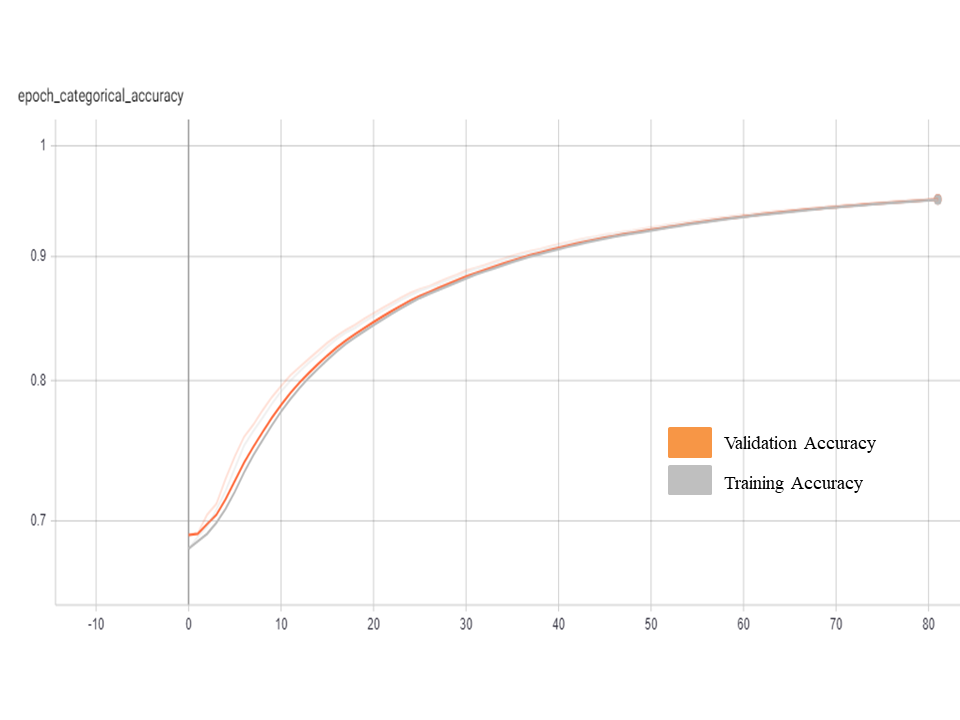 epoch_categorical_accuracy
1
0.9
0.8
Validation Accuracy
Training Accuracy
0.7
-10 0 10 20 30 40 50 60 70 80